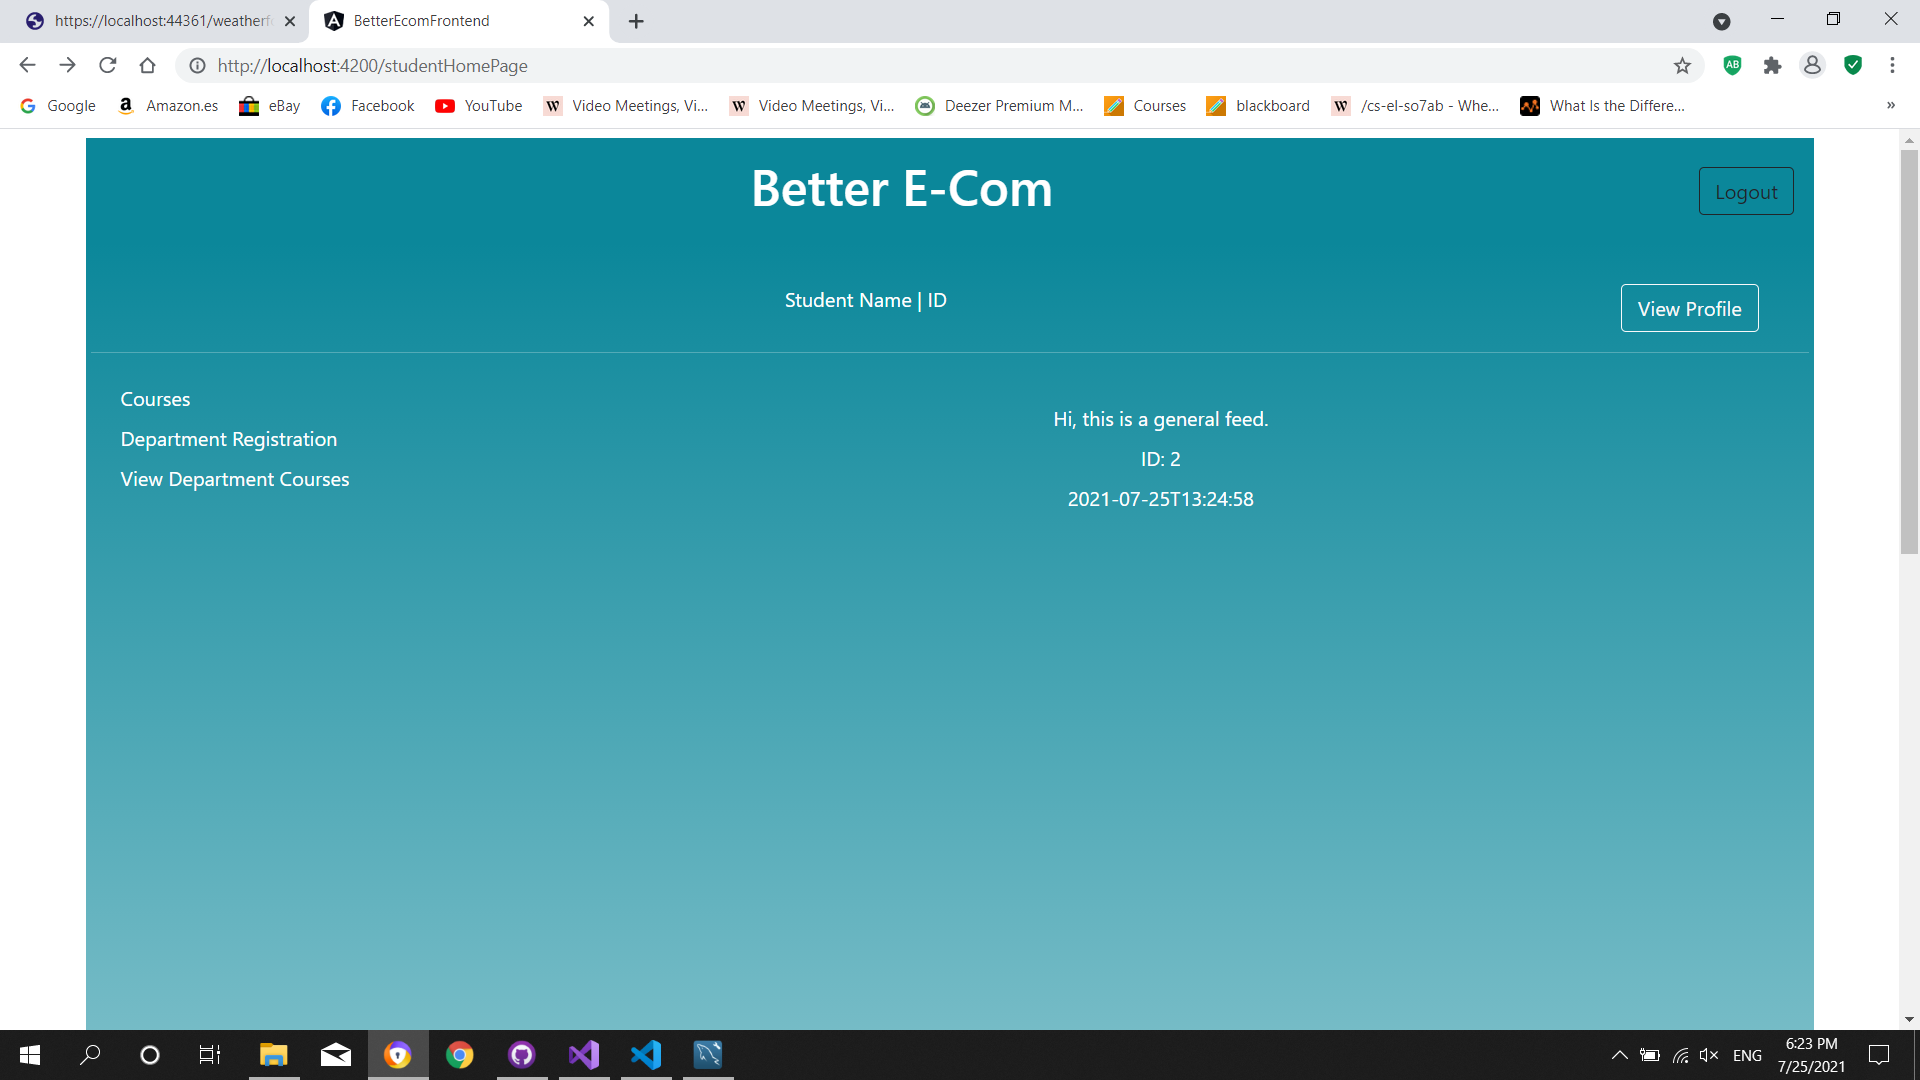 https://localhost:44361/weatherfo
BetterEcomFrontend
http://localhost:4200/studentHomePage
AB
Google
Amazon.es
eBay
Facebook
YouTube
Video Meetings, Vi...
Video Meetings, Vi...
Deezer Premium M...
Courses
blackboard
/cs-el-so7ab - Whe...
What Is the Differe...
»
Better E-Com
Logout
Student Name | ID
View Profile
Courses
Department Registration
View Department Courses
Hi, this is a general feed.
ID: 2
2021-07-25T13:24:58
ENG
6:23 PM
7/25/2021